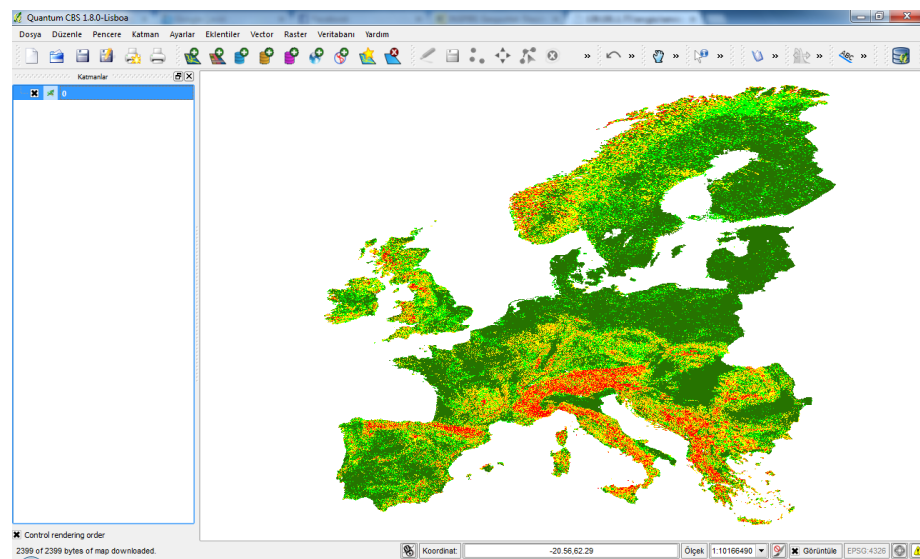 Quantum CBS 1.8.0-Lisboa
Dosya Düzenle Pencere Katman Ayarlar Eklentiler Vector Raster Veritabanı Yardım
» » » » » »
Katmanlar
0
Control rendering order
2399 of 2399 bytes of map downloaded.
Koordinat: -20.56,62.29 Ölçek 1:10166490 Görüntüle EPSG:4326